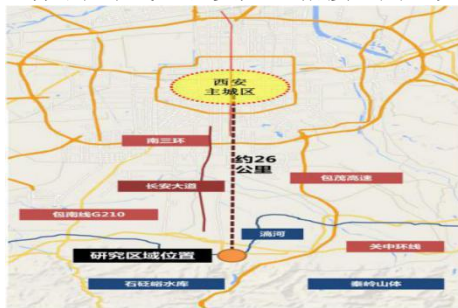 西安
主城区
南三环
约26
公里
长安大道
包茂高速
包南线G210
潏河
关中环线
研究区域位置
石砭峪水库
秦岭山体